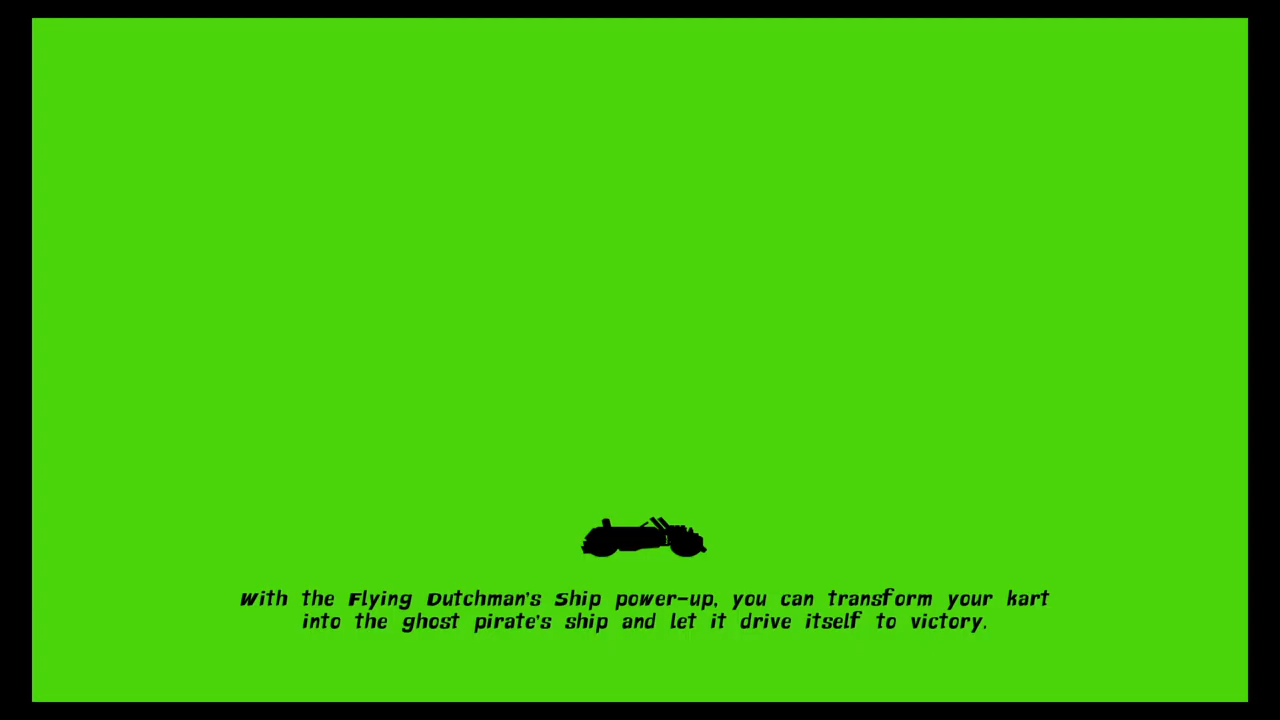 With the Flying Dutchman's Ship power-up, you can transform your kart
into the ghost pirate's ship and let it drive itself to victory.